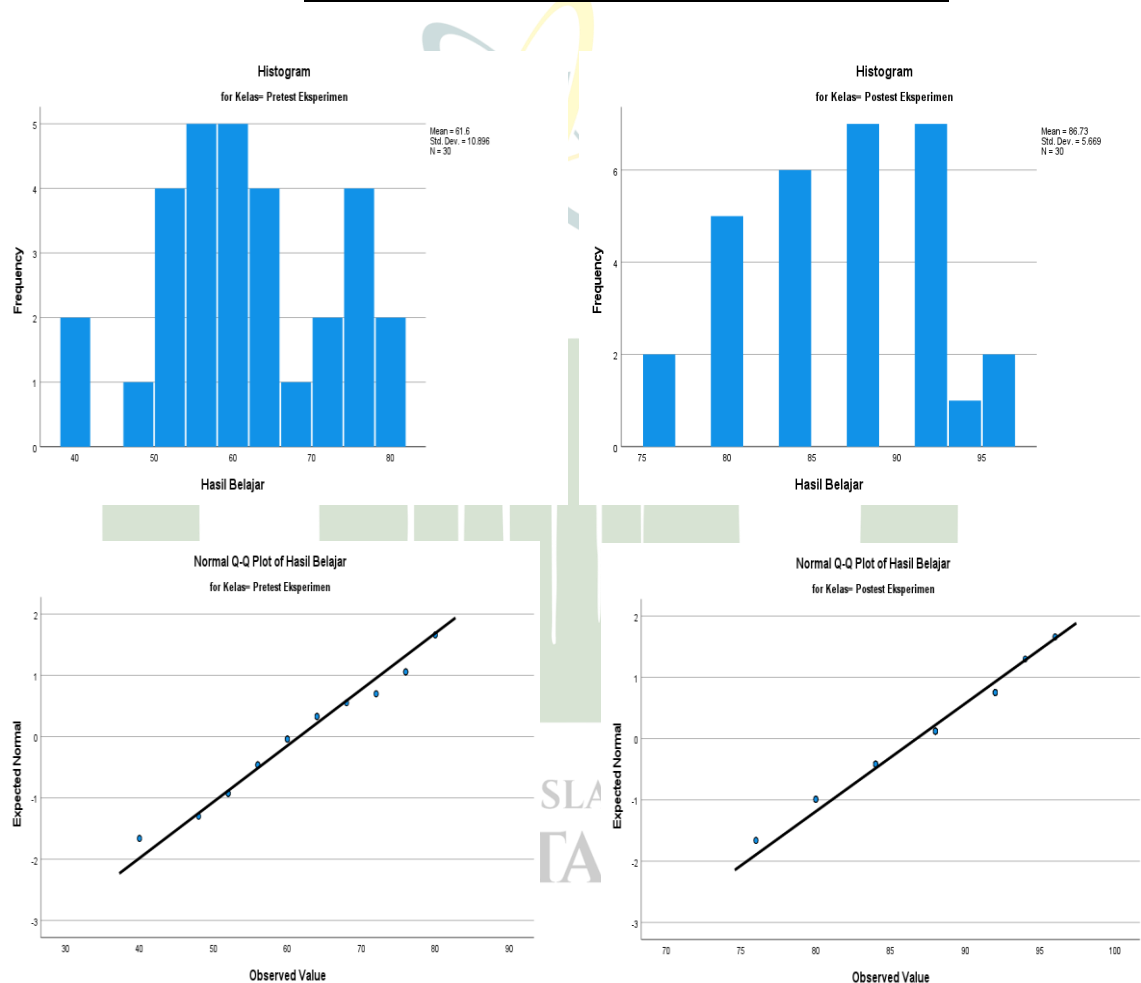 Histogram
for Kelas= Pretest Eksperimen
Mean = 61.6
Std. Dev. = 10.896
N = 30
Frequency
5
4
3
2
1
0
40 50 60 70 80
Hasil Belajar
Histogram
for Kelas= Postest Eksperimen
Mean = 86.73
Std. Dev. = 5.669
N = 30
Frequency
6
4
2
0
75 80 85 90 95
Hasil Belajar
Normal Q-Q Plot of Hasil Belajar
for Kelas= Pretest Eksperimen
Expected Normal
2
1
0
-1
-2
-3
30 40 50 60 70 80 90
Observed Value
Normal Q-Q Plot of Hasil Belajar
for Kelas= Postest Eksperimen
Expected Normal
2
1
0
-1
-2
-3
70 75 80 85 90 95 100
Observed Value
SLA
TA